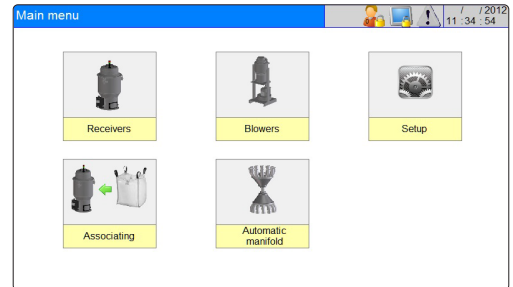 Main menu
/ / 2012
11 : 34 : 54
Receivers
Blowers
Setup
Associating
Automatic
manifold